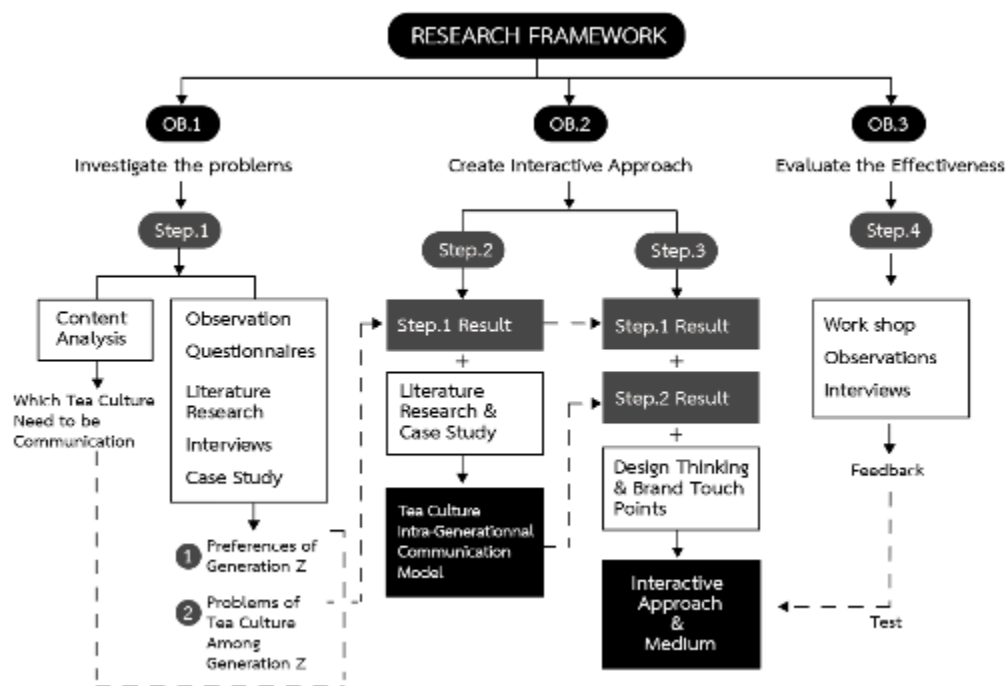 RESEARCH FRAMEWORK
OB.1
Investigate the problems
Step.1
Content
Analysis
Which Tea Culture
Need to be
Communication
Observation
Questionnaires
Literature
Research
Interviews
Case Study
1 Preferences of
Generation Z
2 Problems of
Tea Culture
Among
Generation Z
OB.2
Create Interactive Approach
Step.2
Step.1 Result
+
Literature
Research &
Case Study
Tea Culture
Intra-Generationnal
Communication
Model
Step.3
Step.1 Result
+
Step.2 Result
+
Design Thinking
& Brand Touch
Points
Interactive
Approach
&
Medium
OB.3
Evaluate the Effectiveness
Step.4
Work shop
Observations
Interviews
Feedback
Test